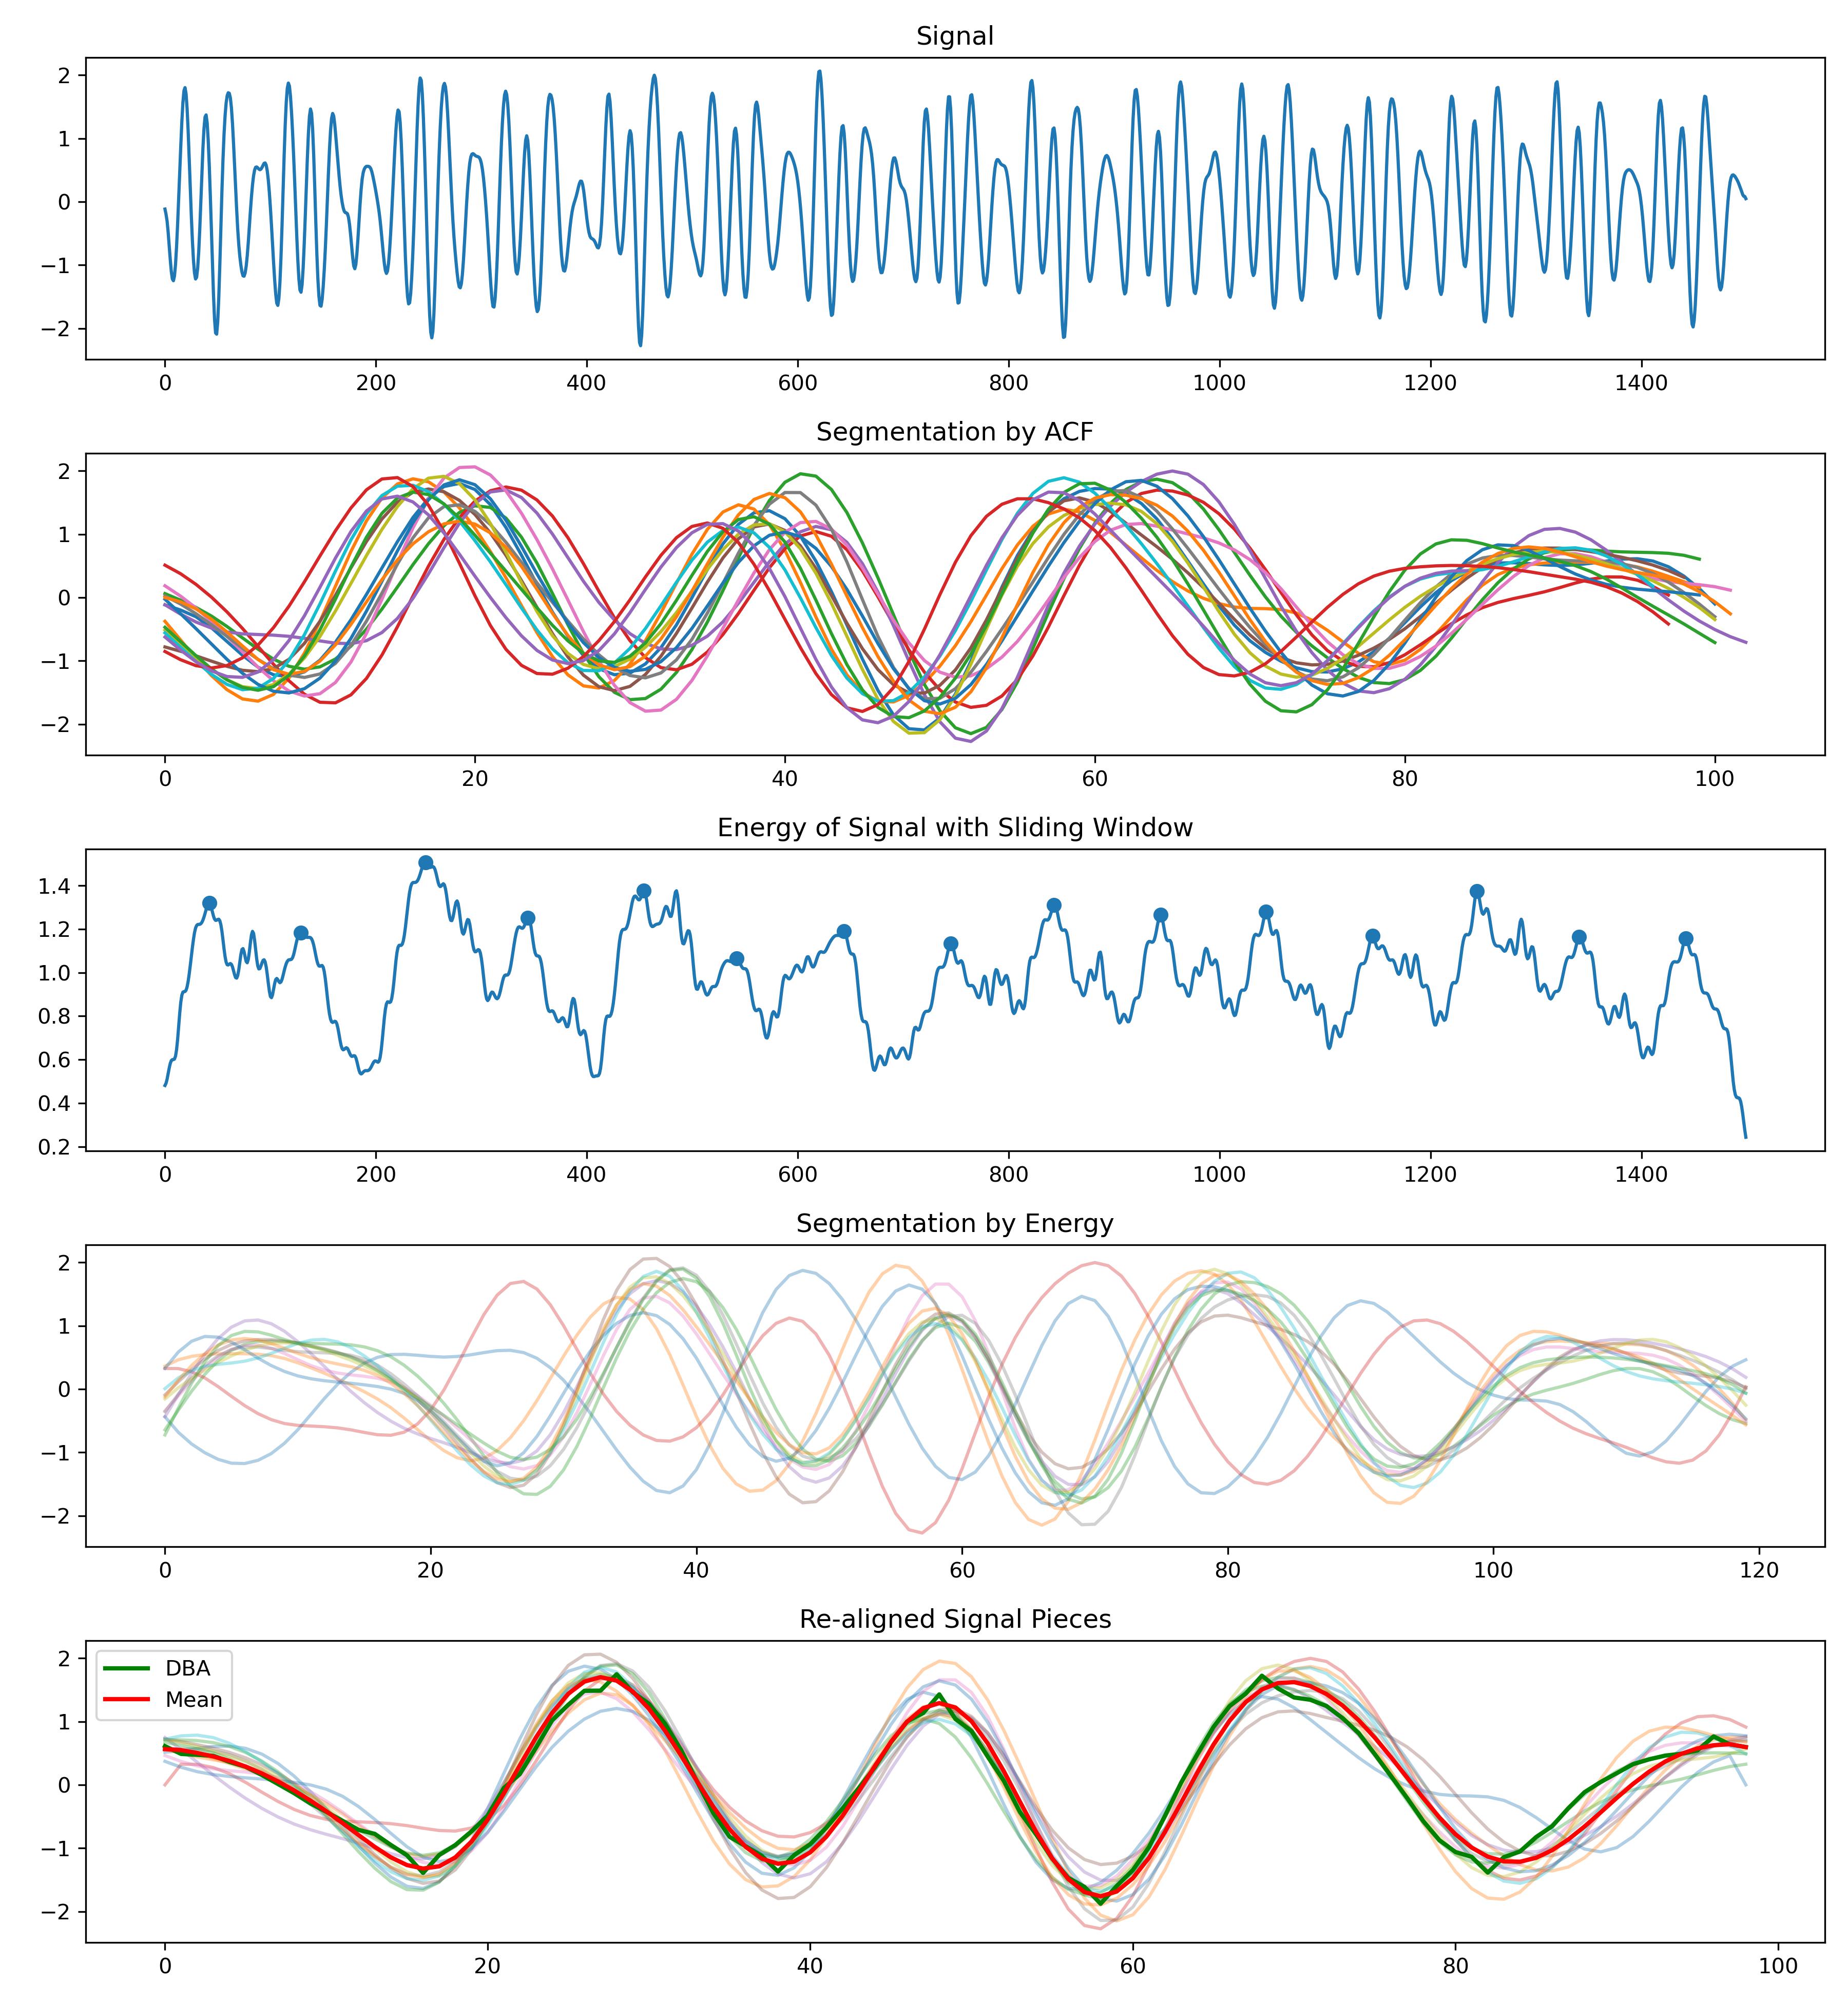 Signal
2
1
0
−1
−2
0 200 400 600 800 1000 1200 1400
Segmentation by ACF
2
1
0
−1
−2
0 20 40 60 80 100
Energy of Signal with Sliding Window
1.4
1.2
1.0
0.8
0.6
0.4
0.2
0 200 400 600 800 1000 1200 1400
Segmentation by Energy
2
1
0
−1
−2
0 20 40 60 80 100 120
Re-aligned Signal Pieces
2
1
0
−1
−2
DBA
Mean
0 20 40 60 80 100